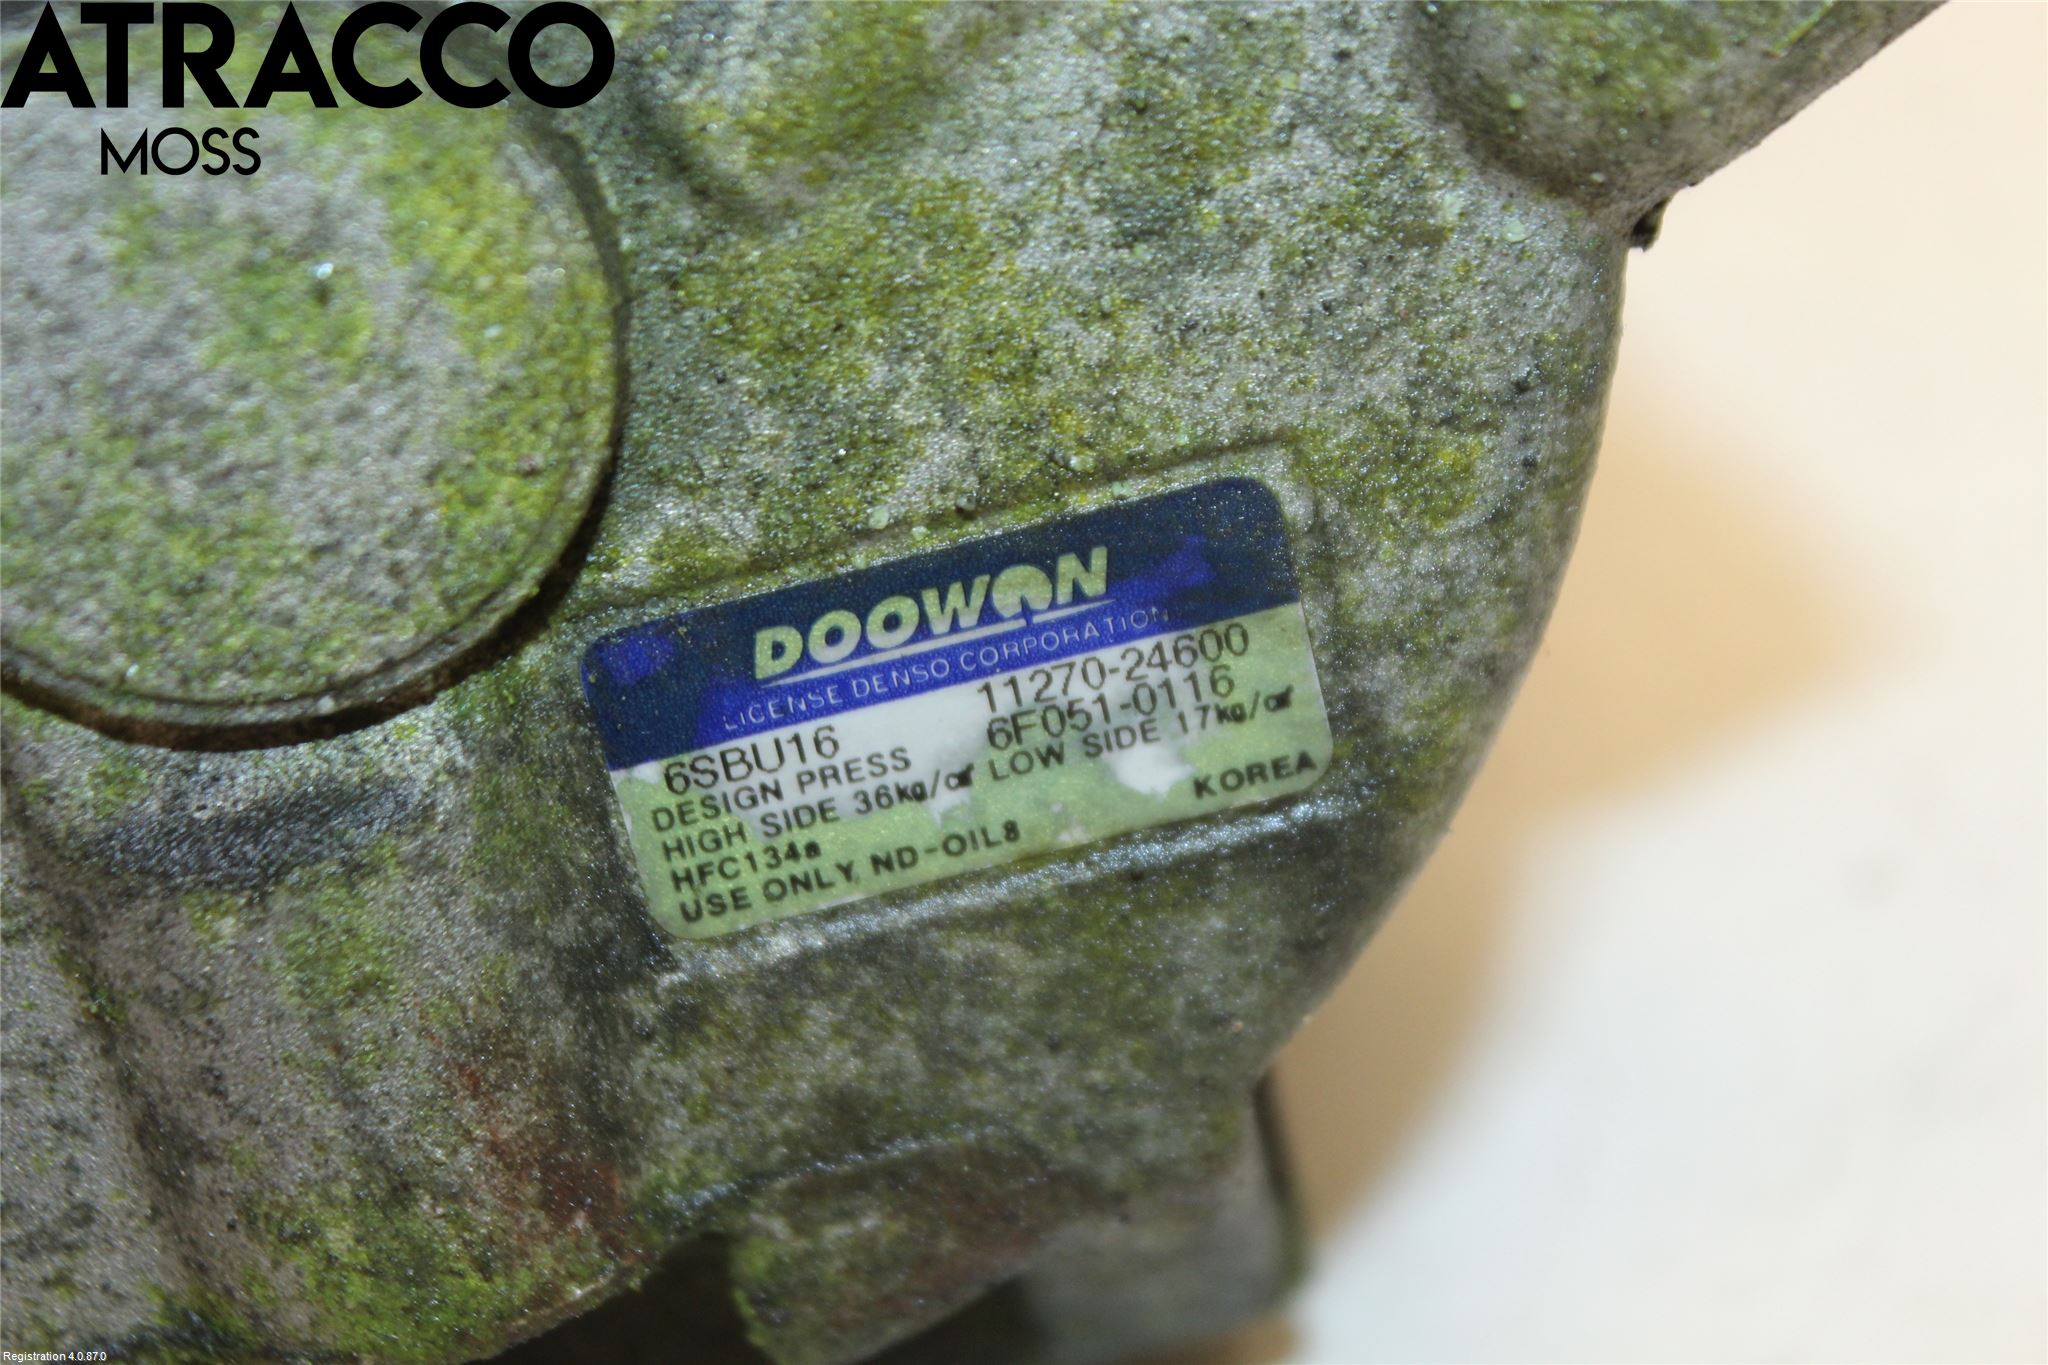 ATRACCO
MOSS
DOOWON
LICENSE DENSO CORPORATION
6SBU16 11270-24600
DESIGN PRESS 6F051-0116
HIGH SIDE 36kg/㎠ LOW SIDE 17kg/㎠
HFC134a KOREA
USE ONLY ND-OIL8
Registration 4.0.87.0